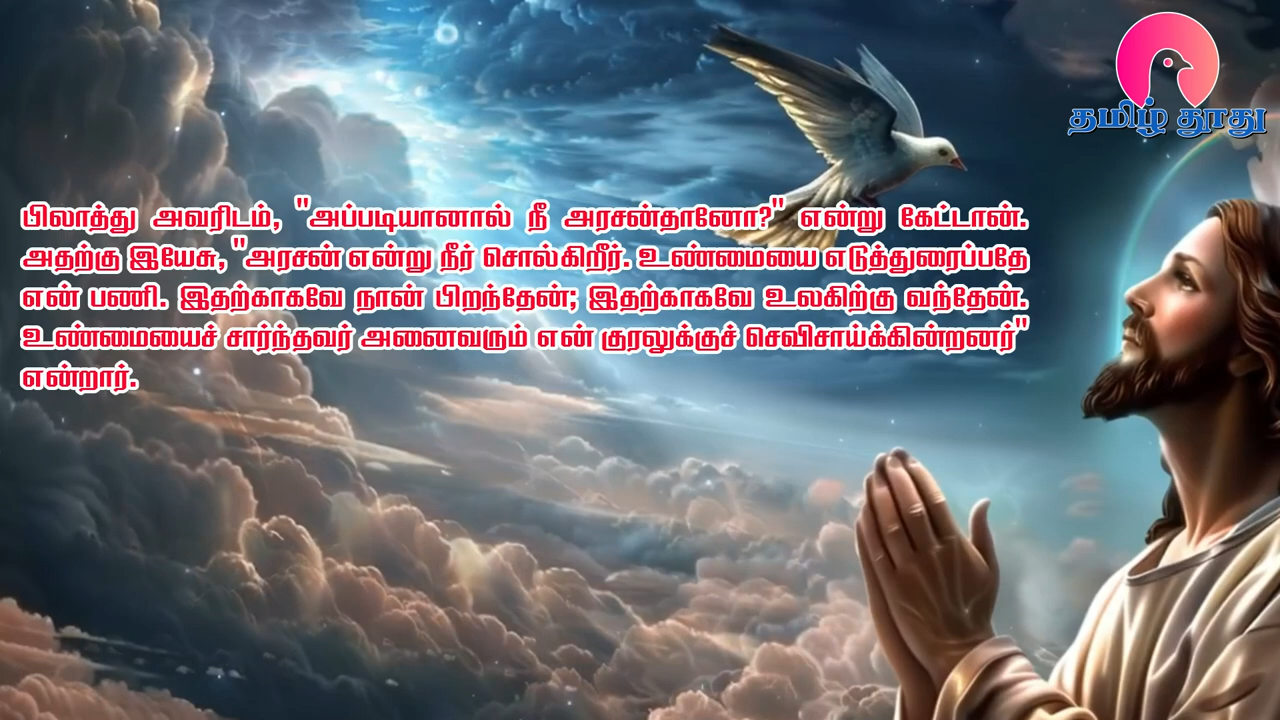 தமிழ் தூது
பிலாத்து அவரிடம், "அப்படியானால் நீ அரசன்தானோ?" என்று கேட்டான்.
அதற்கு இயேசு, "அரசன் என்று நீர் சொல்கிறீர். உண்மையை எடுத்துரைப்பதே
என் பணி. இதற்காகவே நான் பிறந்தேன்; இதற்காகவே உலகிற்கு வந்தேன்.
உண்மையைச் சார்ந்தவர் அனைவரும் என் குரலுக்குச் செவிசாய்க்கின்றனர்"
என்றார்.